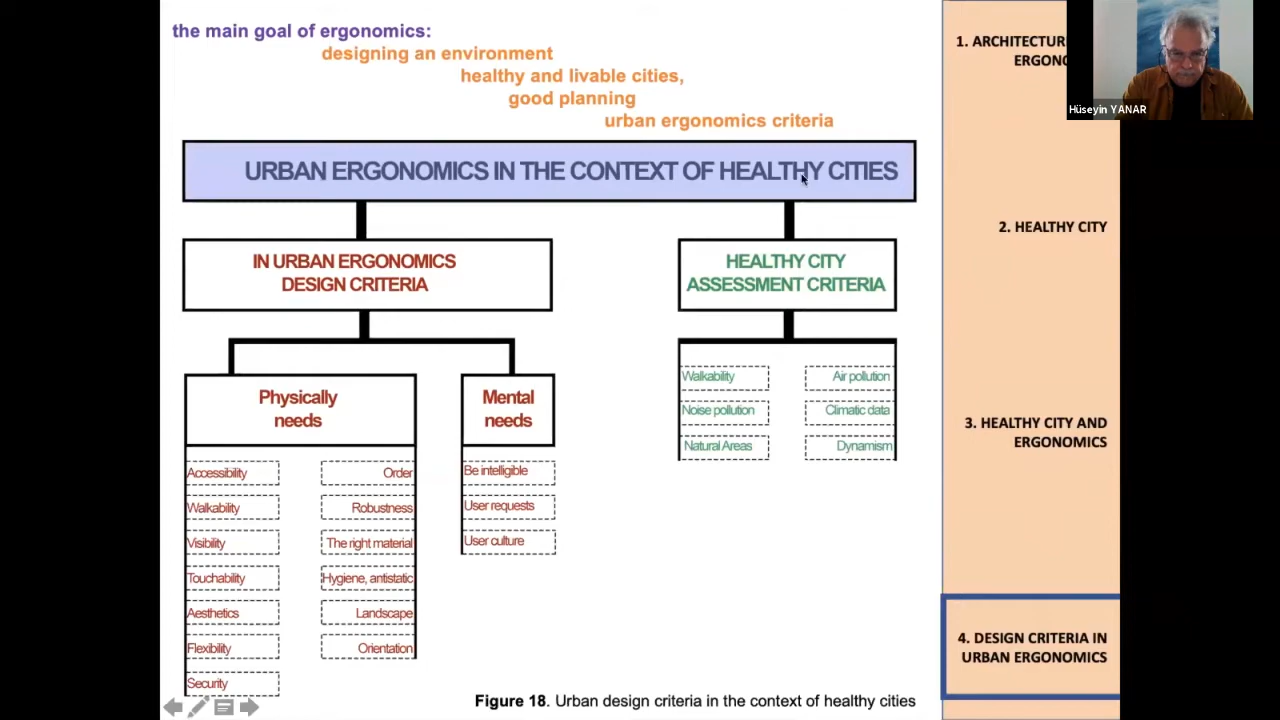 the main goal of ergonomics:
designing an environment
healthy and livable cities,
good planning
urban ergonomics criteria
URBAN ERGONOMICS IN THE CONTEXT OF HEALTHY CITIES
IN URBAN ERGONOMICS
DESIGN CRITERIA
HEALTHY CITY
ASSESSMENT CRITERIA
Physically
needs
Mental
needs
Accessibility
Walkability
Visibility
Touchability
Aesthetics
Flexibility
Security
Order
Robustness
The right material
Hygiene, antistatic
Landscape
Orientation
Be intelligible
User requests
User culture
Walkability
Noise pollution
Natural Areas
Air pollution
Climatic data
Dynamism
Figure 18. Urban design criteria in the context of healthy cities
1.
2. HEALTHY CITY
3. HEALTHY CITY AND
ERGONOMICS
4. DESIGN CRITERIA IN
URBAN ERGONOMICS
Hüseyin YANAR